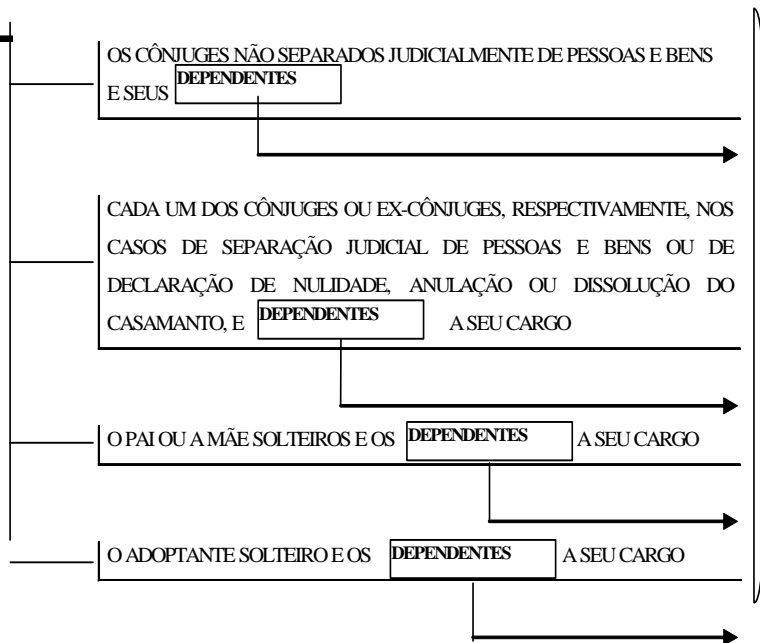 OS CÔNJUGES NÃO SEPARADOS JUDICIALMENTE DE PESSOAS E BENS
E SEUS DEPENDENTES
CADA UM DOS CÔNJUGES OU EX-CÔNJUGES, RESPECTIVAMENTE, NOS
CASOS DE SEPARAÇÃO JUDICIAL DE PESSOAS E BENS OU DE
DECLARAÇÃO DE NULIDADE, ANULAÇÃO OU DISSOLUÇÃO DO
CASAMANTO, E DEPENDENTES A SEU CARGO
O PAI OU A MÃE SOLTEIROS E OS DEPENDENTES A SEU CARGO
O ADOPTANTE SOLTEIRO E OS DEPENDENTES A SEU CARGO